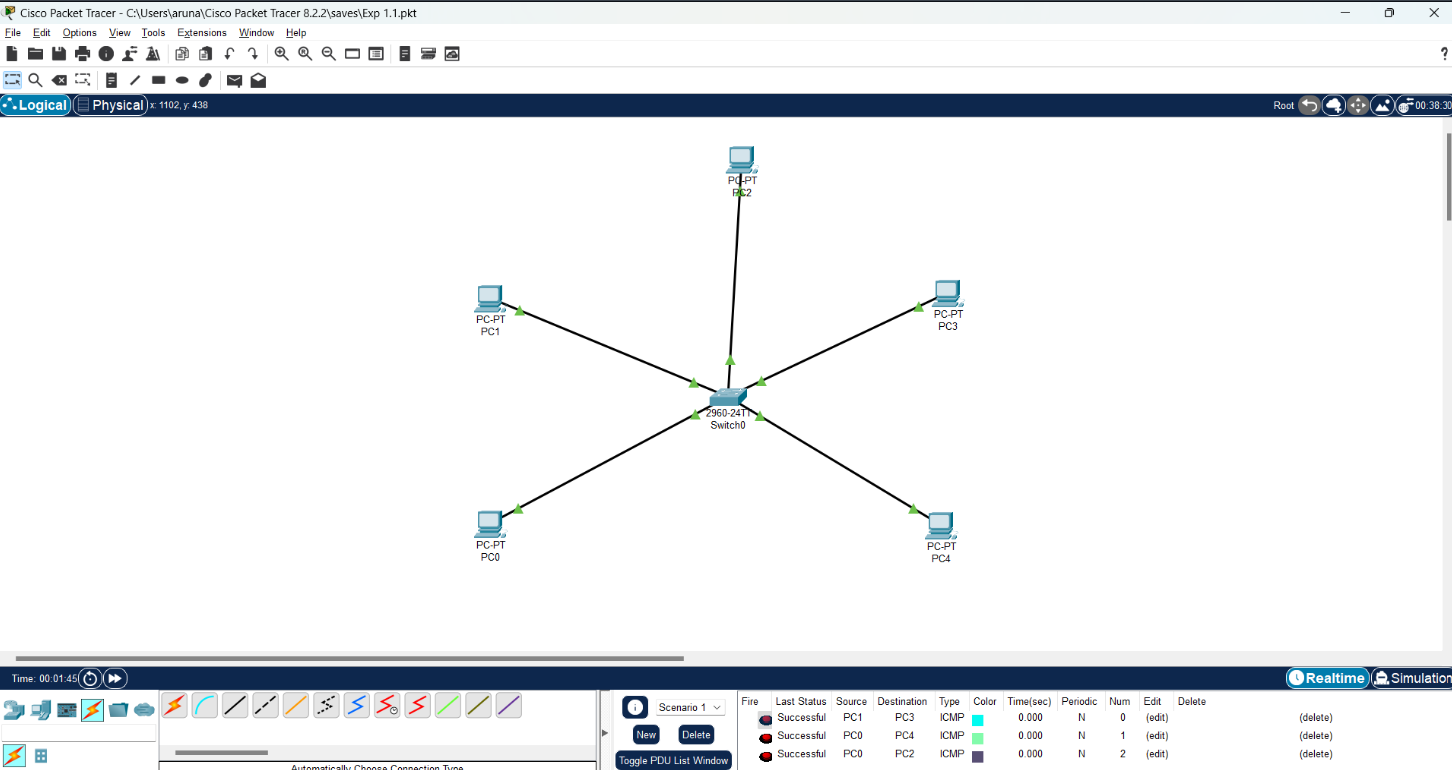 Cisco Packet Tracer - C:\Users\aruna\Cisco Packet Tracer 8.2.2\saves\Exp 1.1.pkt
File Edit Options View Tools Extensions Window Help
?
Logical Physical x: 1102, y: 438 Root 00:38:30
PC-PT
PC2
PC-PT
PC1
PC-PT
PC3
2960-24TT
Switch0
PC-PT
PC0
PC-PT
PC4
Time: 00:01:45 Realtime Simulation
Fire Last Status Source Destination Type Color Time(sec) Periodic Num Edit Delete
Scenario 1
Successful PC1 PC3 ICMP 0.000 N 0 (edit) (delete)
New Delete
Successful PC0 PC4 ICMP 0.000 N 1 (edit) (delete)
Successful PC0 PC2 ICMP 0.000 N 2 (edit) (delete)
Toggle PDU List Window
Automatically Choose Connection Type